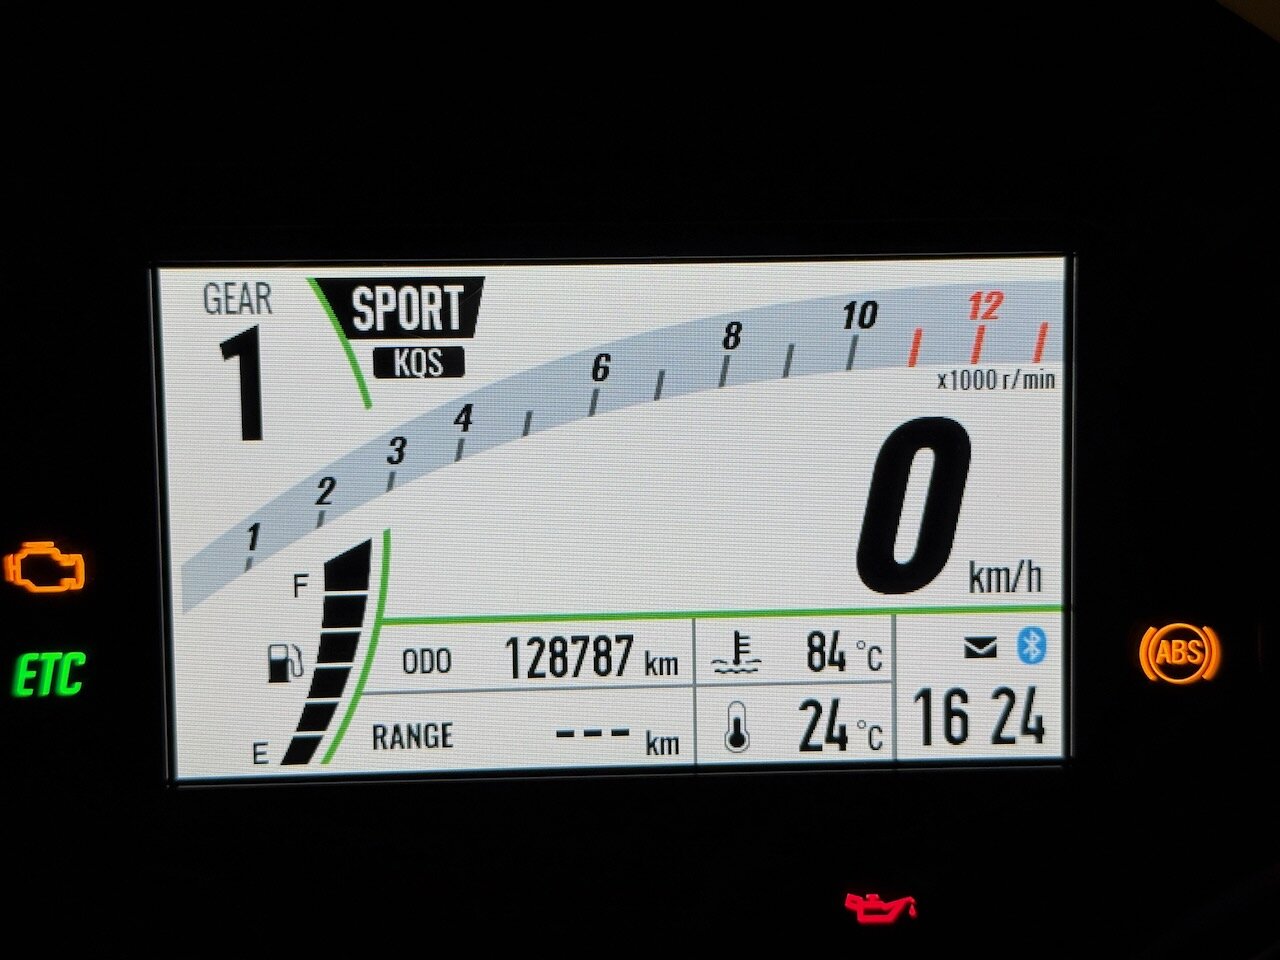 GEAR
1
SPORT
KQS
1
2
3
4
6
8
10
12
x1000 r/min
0
km/h
F
E
ODO 128787 km
RANGE --- km
84 °C
24 °C
16 24
ETC
ABS